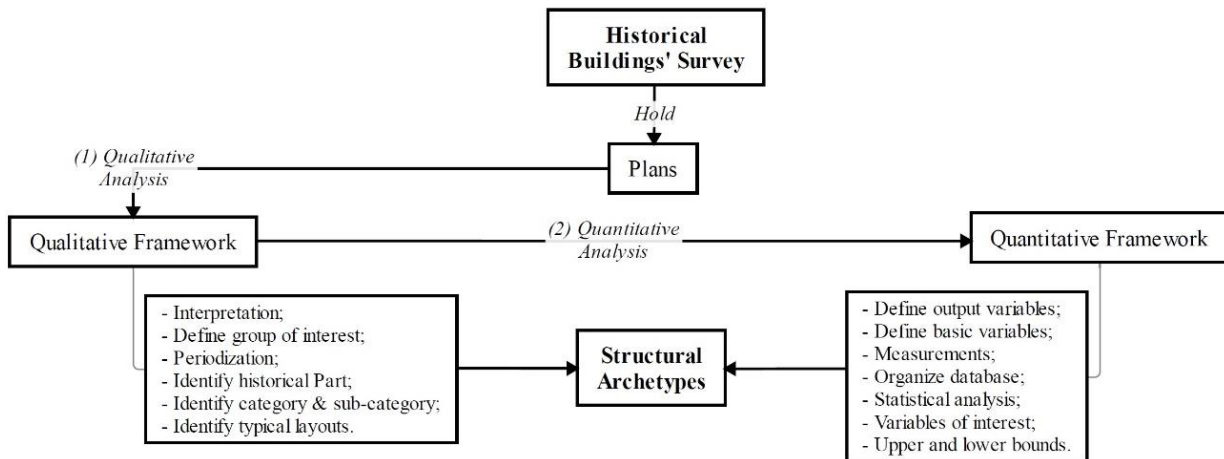 Historical
Buildings' Survey
Hold
Plans
(1) Qualitative
Analysis
Qualitative Framework
(2) Quantitative
Analysis
Quantitative Framework
- Interpretation;
- Define group of interest;
- Periodization;
- Identify historical Part;
- Identify category & sub-category;
- Identify typical layouts.
Structural
Archetypes
- Define output variables;
- Define basic variables;
- Measurements;
- Organize database;
- Statistical analysis;
- Variables of interest;
- Upper and lower bounds.